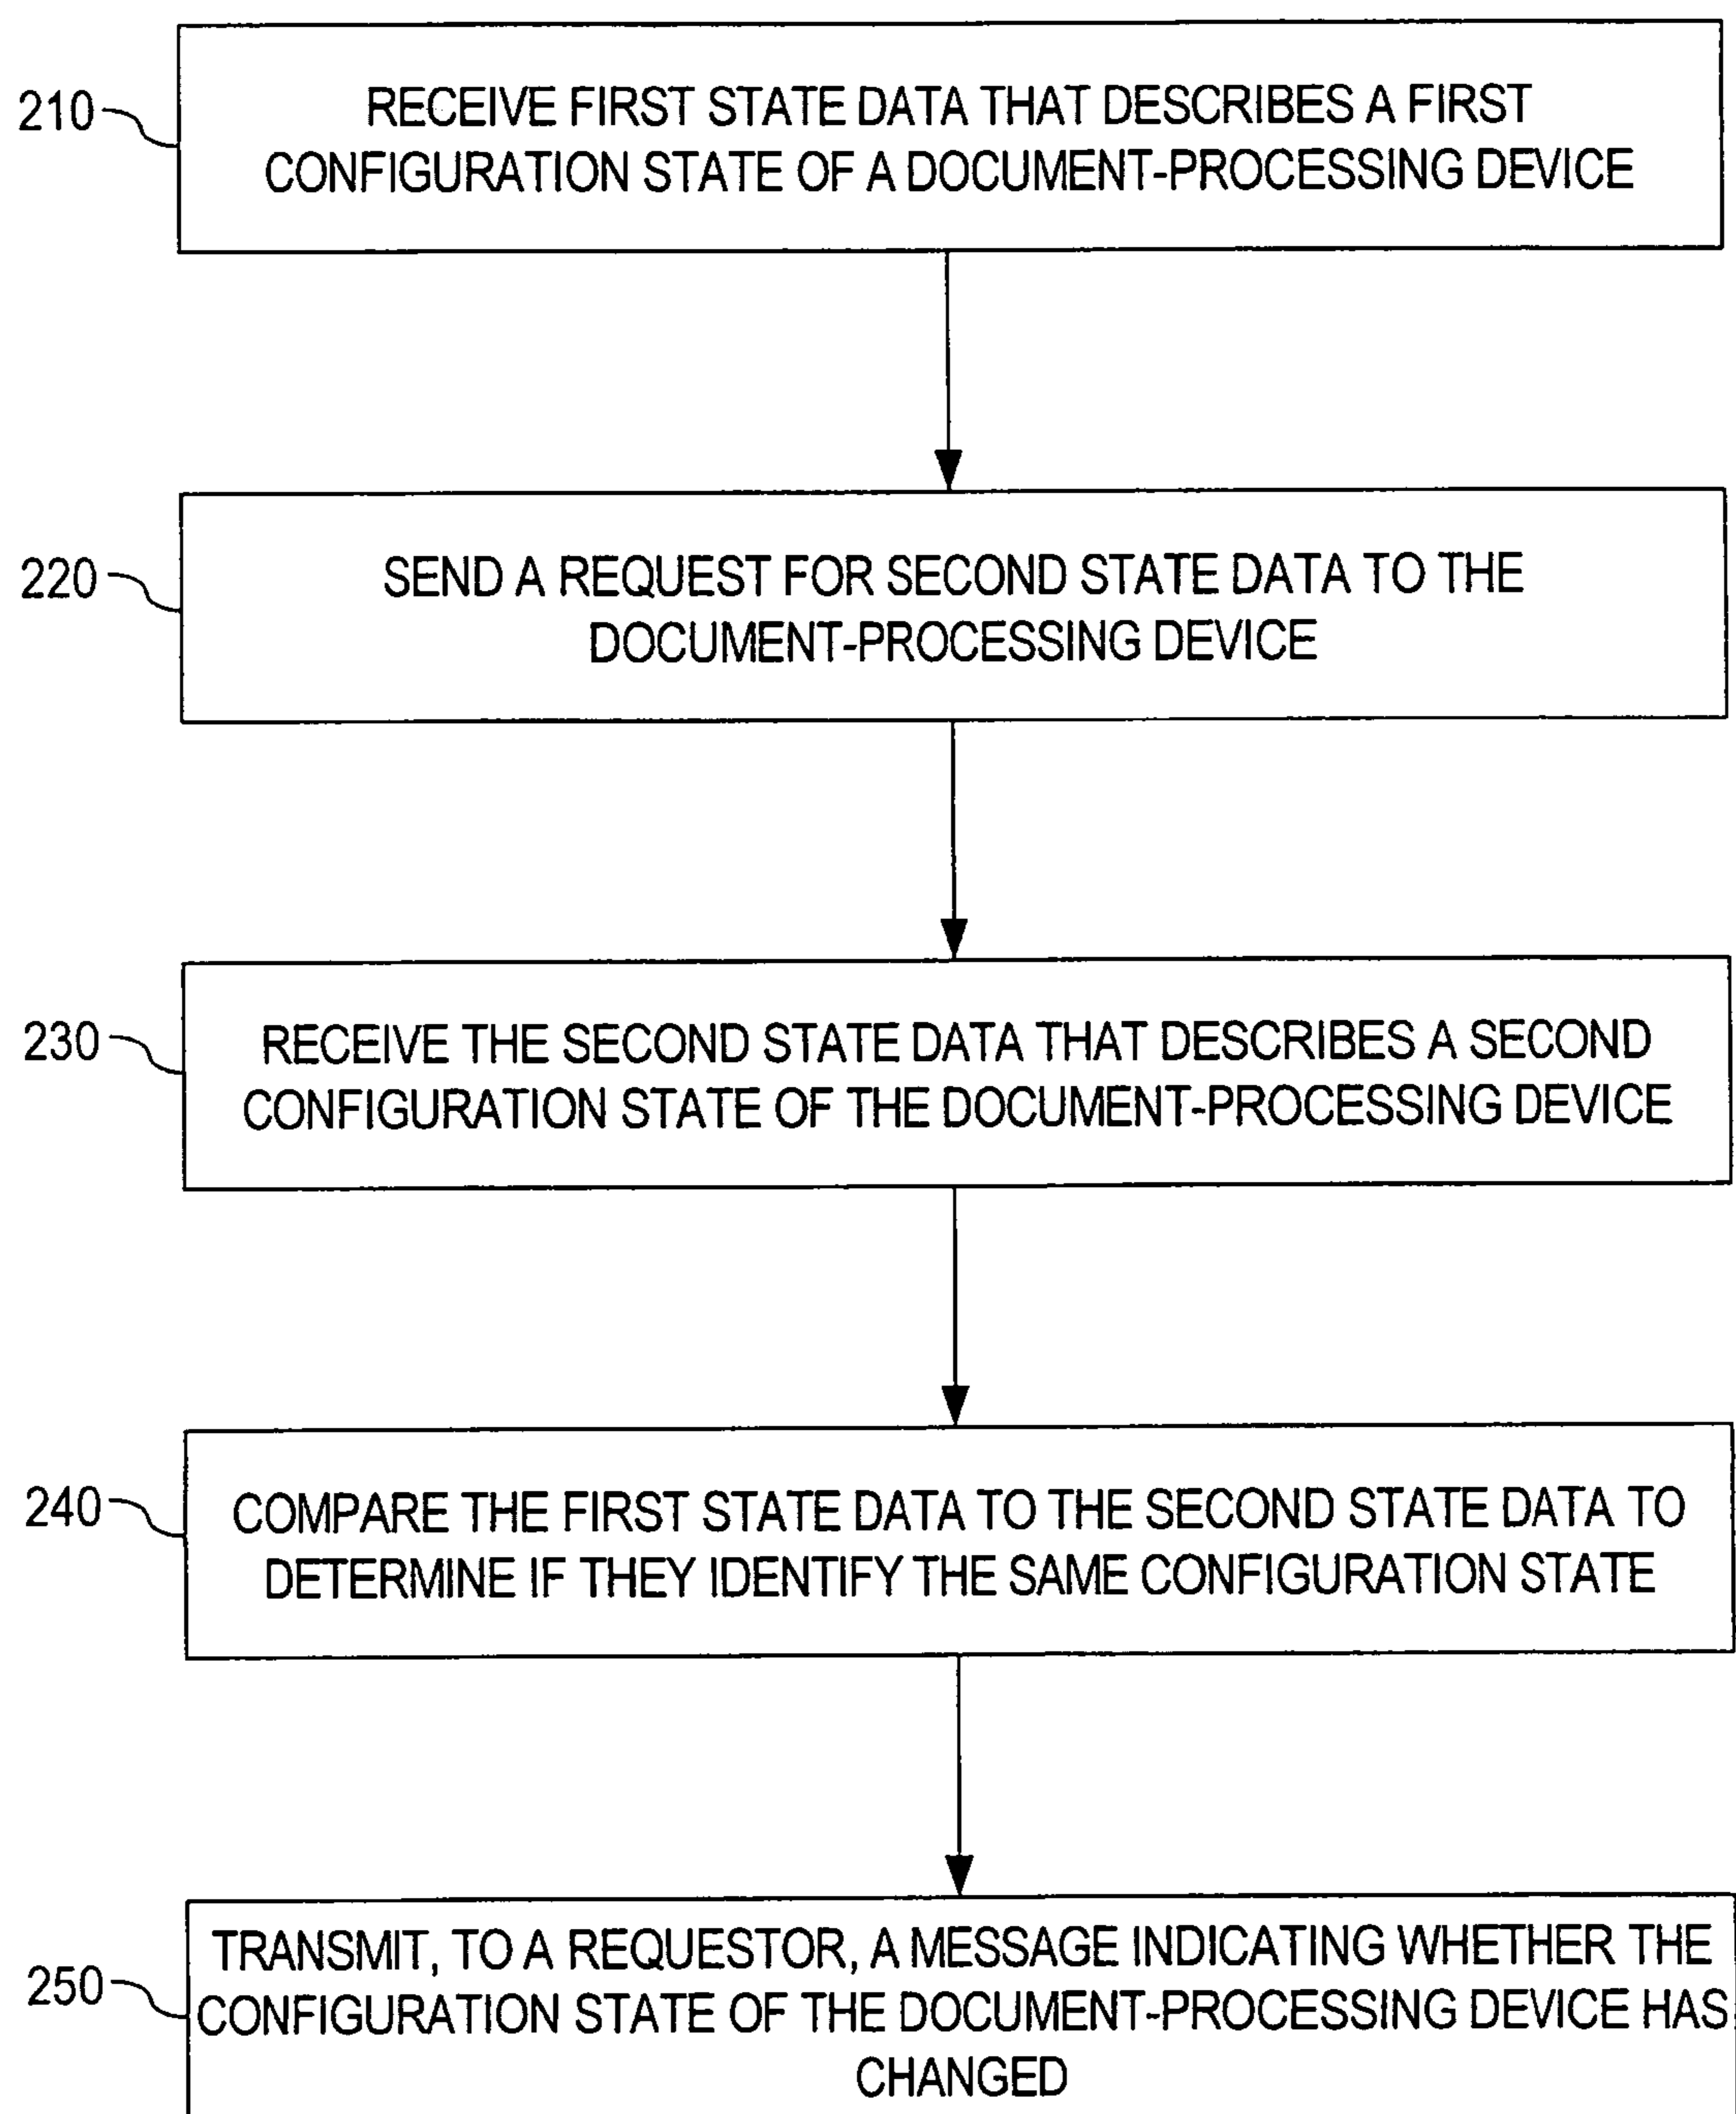 210
RECEIVE FIRST STATE DATA THAT DESCRIBES A FIRST
CONFIGURATION STATE OF A DOCUMENT-PROCESSING DEVICE
220
SEND A REQUEST FOR SECOND STATE DATA TO THE
DOCUMENT-PROCESSING DEVICE
230
RECEIVE THE SECOND STATE DATA THAT DESCRIBES A SECOND
CONFIGURATION STATE OF THE DOCUMENT-PROCESSING DEVICE
240
COMPARE THE FIRST STATE DATA TO THE SECOND STATE DATA TO
DETERMINE IF THEY IDENTIFY THE SAME CONFIGURATION STATE
250
TRANSMIT, TO A REQUESTOR, A MESSAGE INDICATING WHETHER THE
CONFIGURATION STATE OF THE DOCUMENT-PROCESSING DEVICE HAS
CHANGED